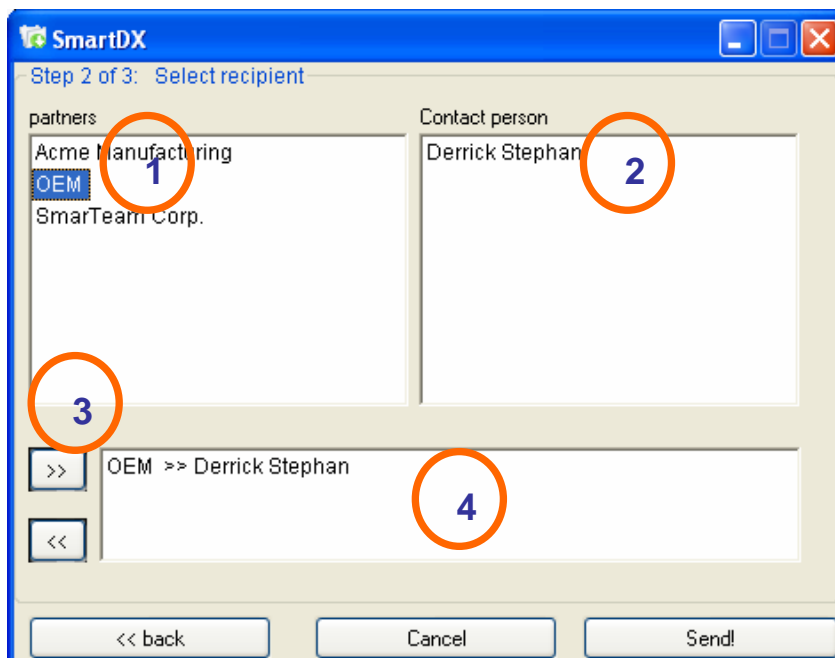 SmartDX
Step 2 of 3: Select recipient
partners
Contact person
Acme Manufacturing
OEM
SmarTeam Corp.
1
Derrick Stephan
2
3
>>
OEM >> Derrick Stephan
4
<<
<< back
Cancel
Send!